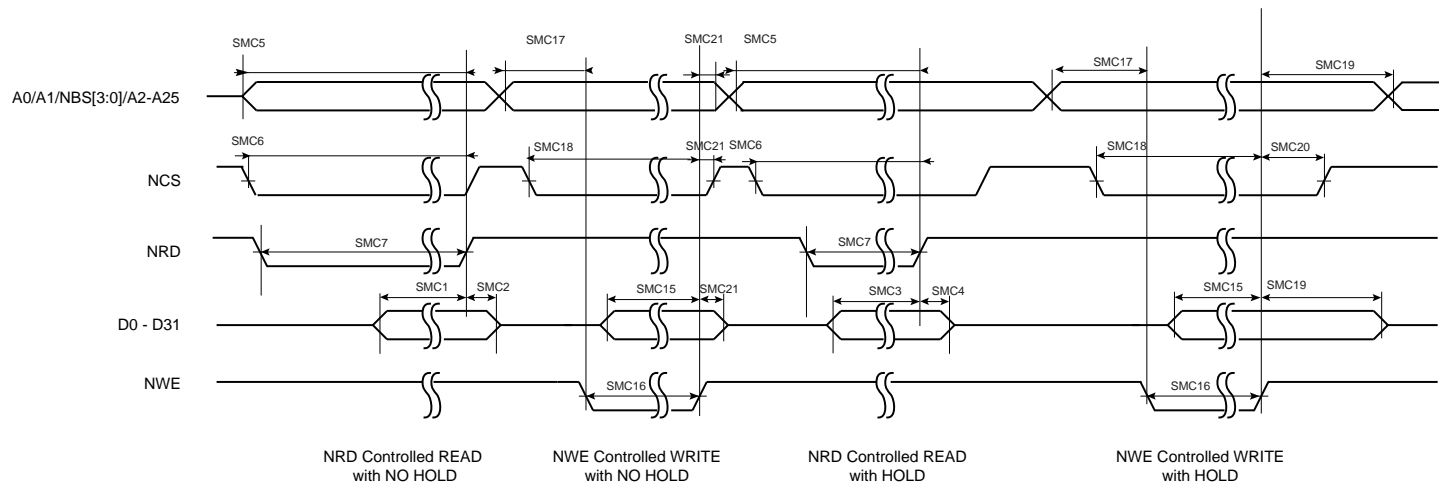 SMC5
SMC17
SMC21
SMC5
SMC17
SMC19
A0/A1/NBS[3:0]/A2-A25
SMC6
SMC18
SMC21
SMC6
SMC18
SMC20
NCS
NRD
SMC7
SMC7
SMC1
SMC2
SMC15
SMC21
SMC3
SMC4
SMC15
SMC19
D0 - D31
NWE
SMC16
SMC16
NRD Controlled READ
with NO HOLD
NWE Controlled WRITE
with NO HOLD
NRD Controlled READ
with HOLD
NWE Controlled WRITE
with HOLD